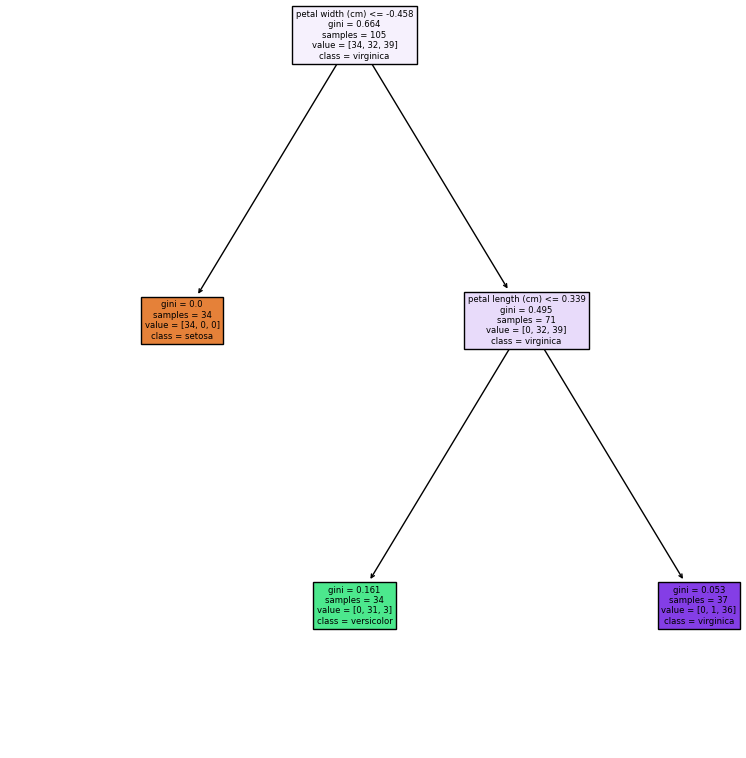 petal width (cm) <= -0.458
gini = 0.664
samples = 105
value = [34, 32, 39]
class = virginica
gini = 0.0
samples = 34
value = [34, 0, 0]
class = setosa
petal length (cm) <= 0.339
gini = 0.495
samples = 71
value = [0, 32, 39]
class = virginica
gini = 0.161
samples = 34
value = [0, 31, 3]
class = versicolor
gini = 0.053
samples = 37
value = [0, 1, 36]
class = virginica